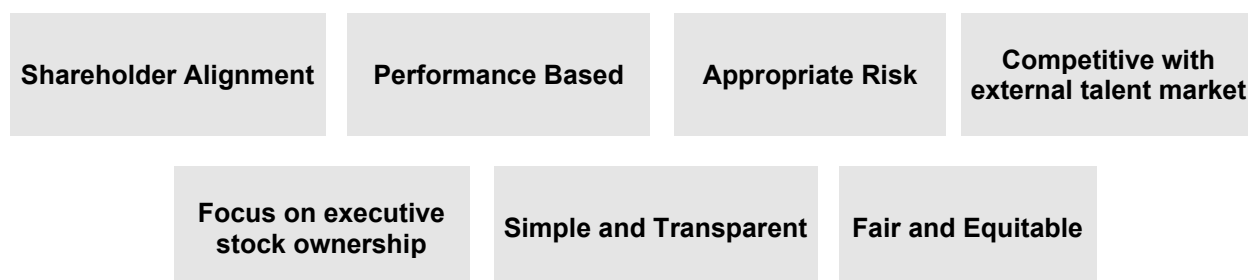 Shareholder Alignment
Performance Based
Appropriate Risk
Competitive with
external talent market
Focus on executive
stock ownership
Simple and Transparent
Fair and Equitable